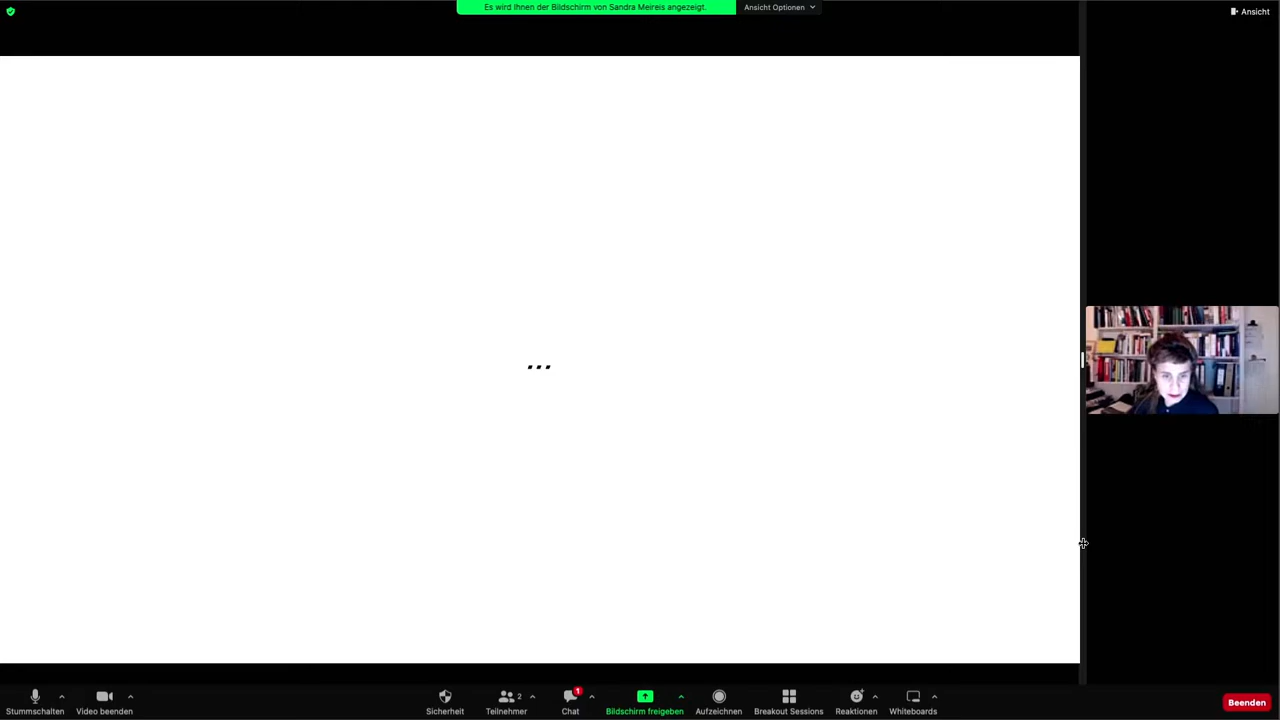 Es wird Ihnen der Bildschirm von Sandra Meireis angezeigt.
Ansicht Optionen
Ansicht
...
Stummschalten
Video beenden
Sicherheit
2
Teilnehmer
1
Chat
Bildschirm freigeben
Aufzeichnen
Breakout Sessions
Reaktionen
Whiteboards
Beenden